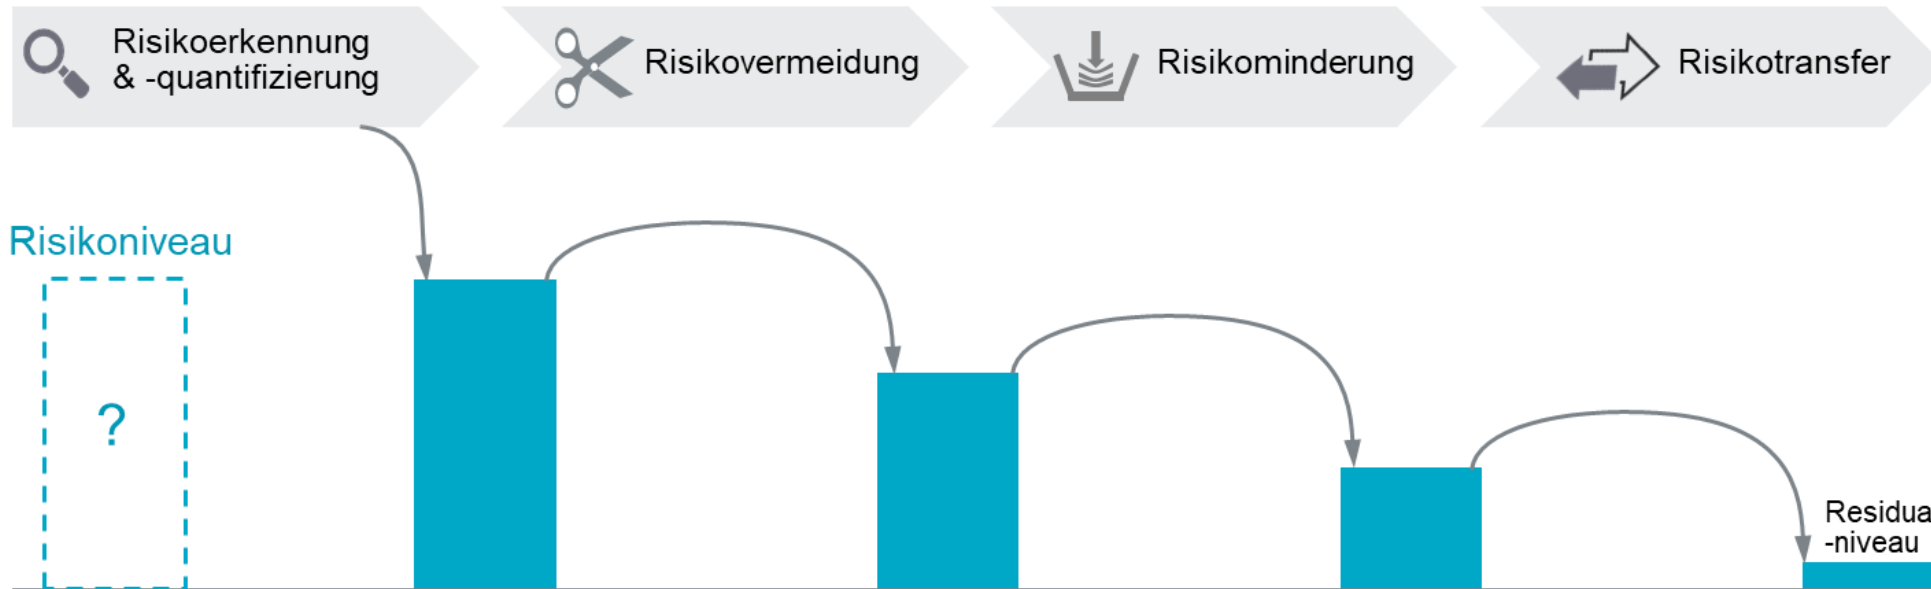 Risikoerkennung
& -quantifizierung
Risikovermeidung
Risikominderung
Risikotransfer
Risikoniveau
?
Residua
-niveau